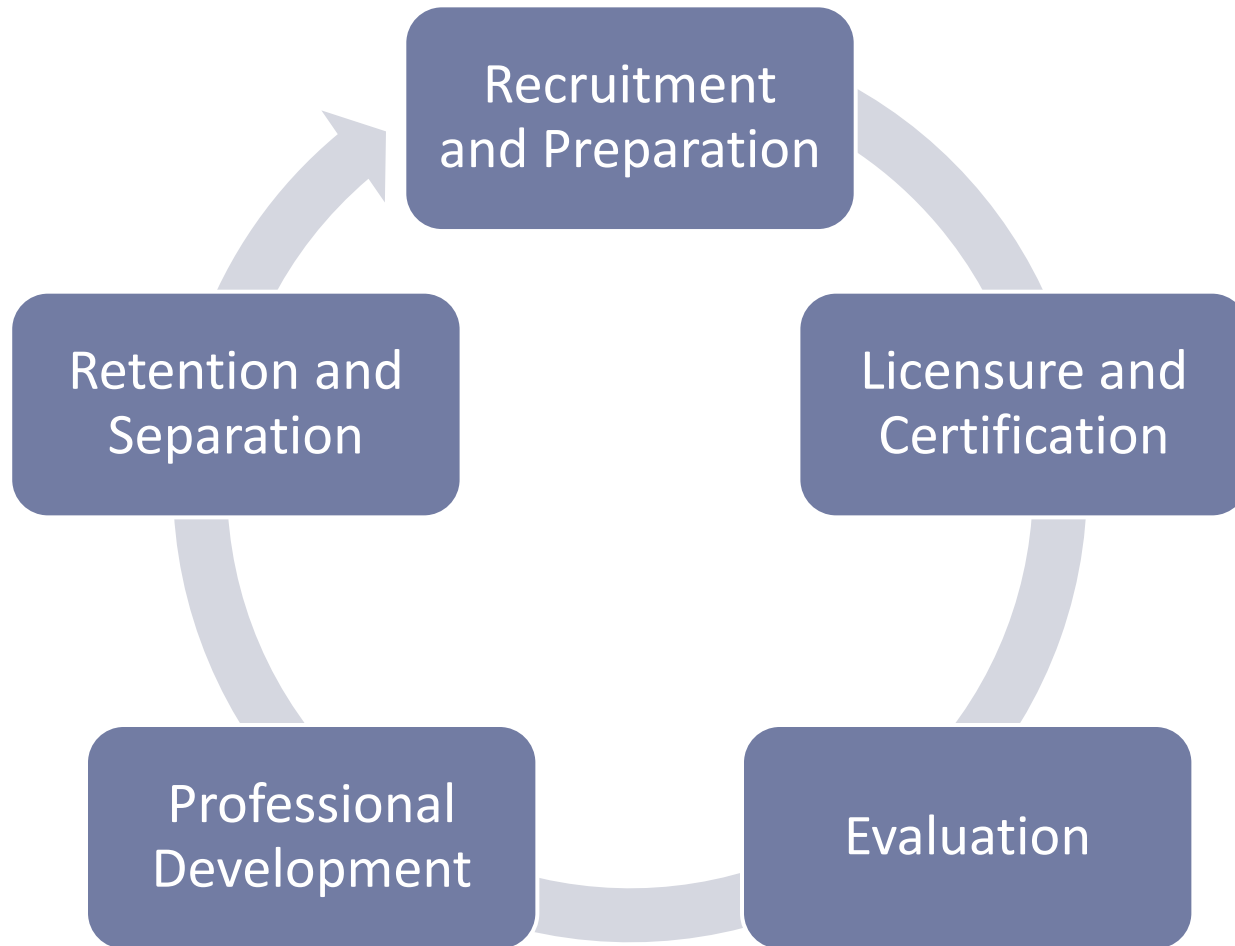 Recruitment
and Preparation
Licensure and
Certification
Evaluation
Professional
Development
Retention and
Separation